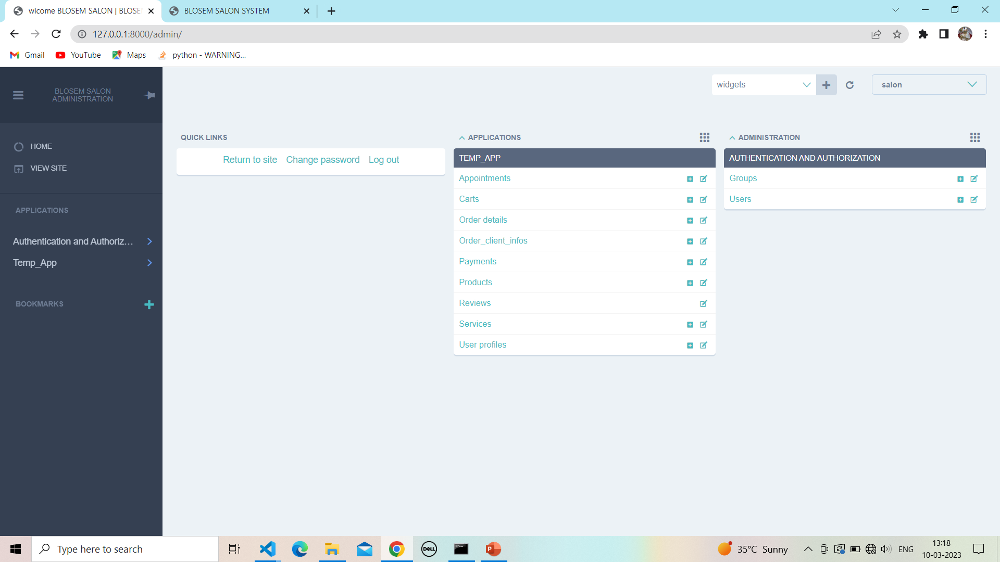 wlcome BLOSEM SALON | BLOSE
BLOSEM SALON SYSTEM
127.0.0.1:8000/admin/
Gmail
YouTube
Maps
python - WARNING...
BLOSEM SALON
ADMINISTRATION
widgets
salon
HOME
VIEW SITE
APPLICATIONS
Authentication and Authoriz...
Temp_App
BOOKMARKS
QUICK LINKS
Return to site Change password Log out
APPLICATIONS
TEMP_APP
Appointments
Carts
Order details
Order_client_infos
Payments
Products
Reviews
Services
User profiles
ADMINISTRATION
AUTHENTICATION AND AUTHORIZATION
Groups
Users
Type here to search
DELL
35°C Sunny
ENG
13:18
10-03-2023